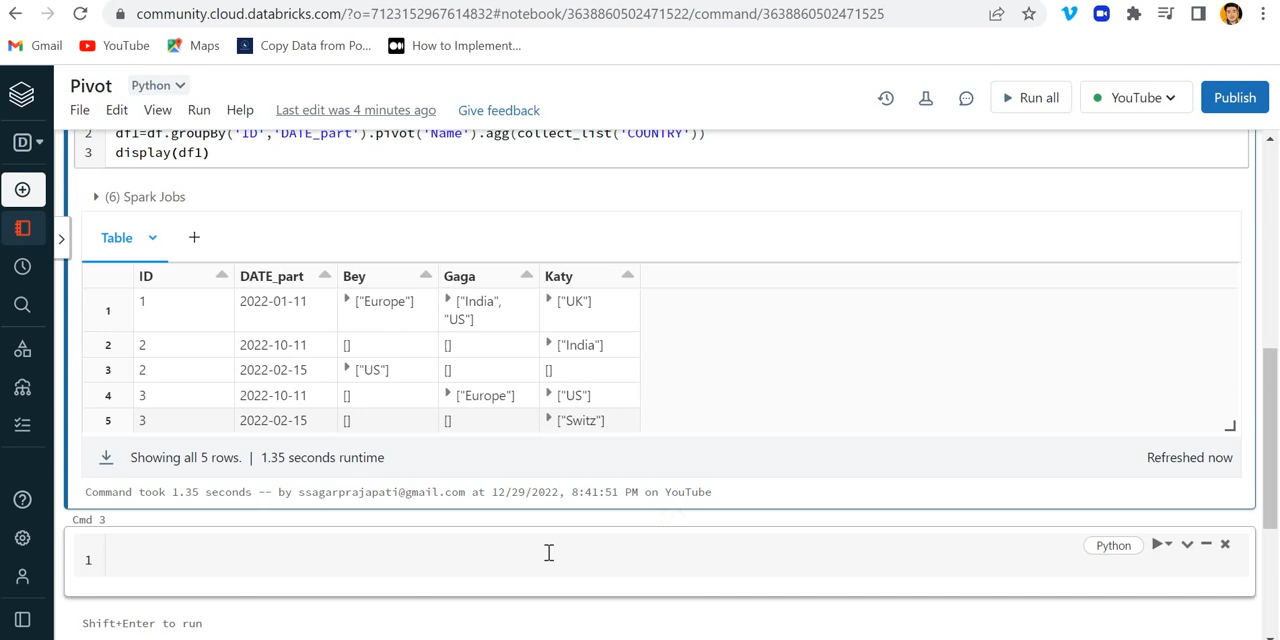 community.cloud.databricks.com/?o=7123152967614832#notebook/3638860502471522/command/3638860502471525
Gmail YouTube Maps Copy Data from Po... How to Implement...
Pivot Python
File Edit View Run Help Last edit was 4 minutes ago Give feedback
Run all YouTube Publish
D
2 df1=df.groupBy('ID','DATE_part').pivot('Name').agg(collect_list('COUNTRY'))
3 display(df1)
(6) Spark Jobs
Table +
ID DATE_part Bey Gaga Katy
1 1 2022-01-11 ["Europe"] ["India", "UK"]
"US"]
2 2 2022-10-11 [] [] ["India"]
3 2 2022-02-15 ["US"] [] []
4 3 2022-10-11 [] ["Europe"] ["US"]
5 3 2022-02-15 [] [] ["Switz"]
Showing all 5 rows. | 1.35 seconds runtime Refreshed now
Command took 1.35 seconds -- by ssagarprajapati@gmail.com at 12/29/2022, 8:41:51 PM on YouTube
Cmd 3
1 Python
Shift+Enter to run